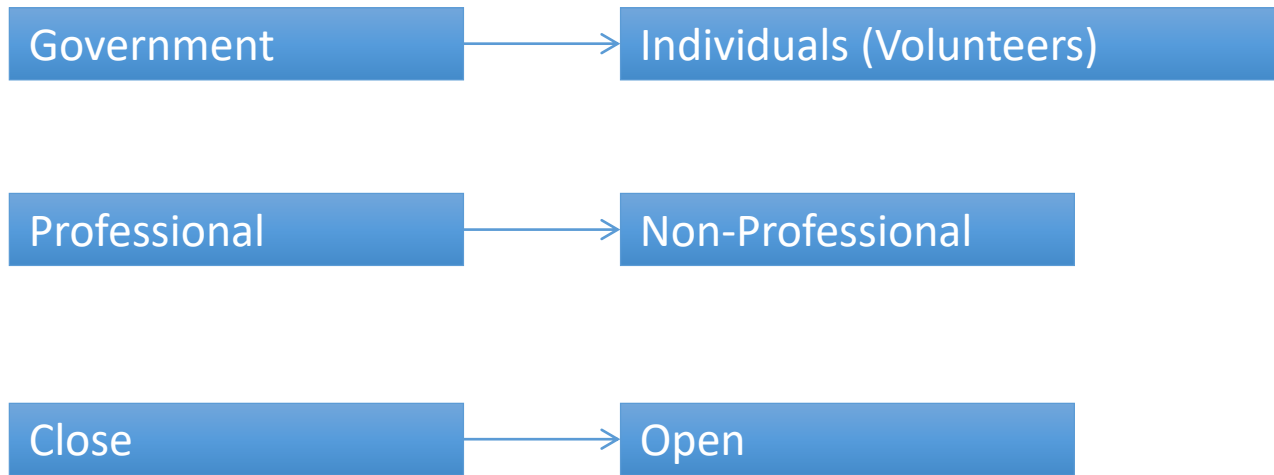 Government
Individuals (Volunteers)
Professional
Non-Professional
Close
Open